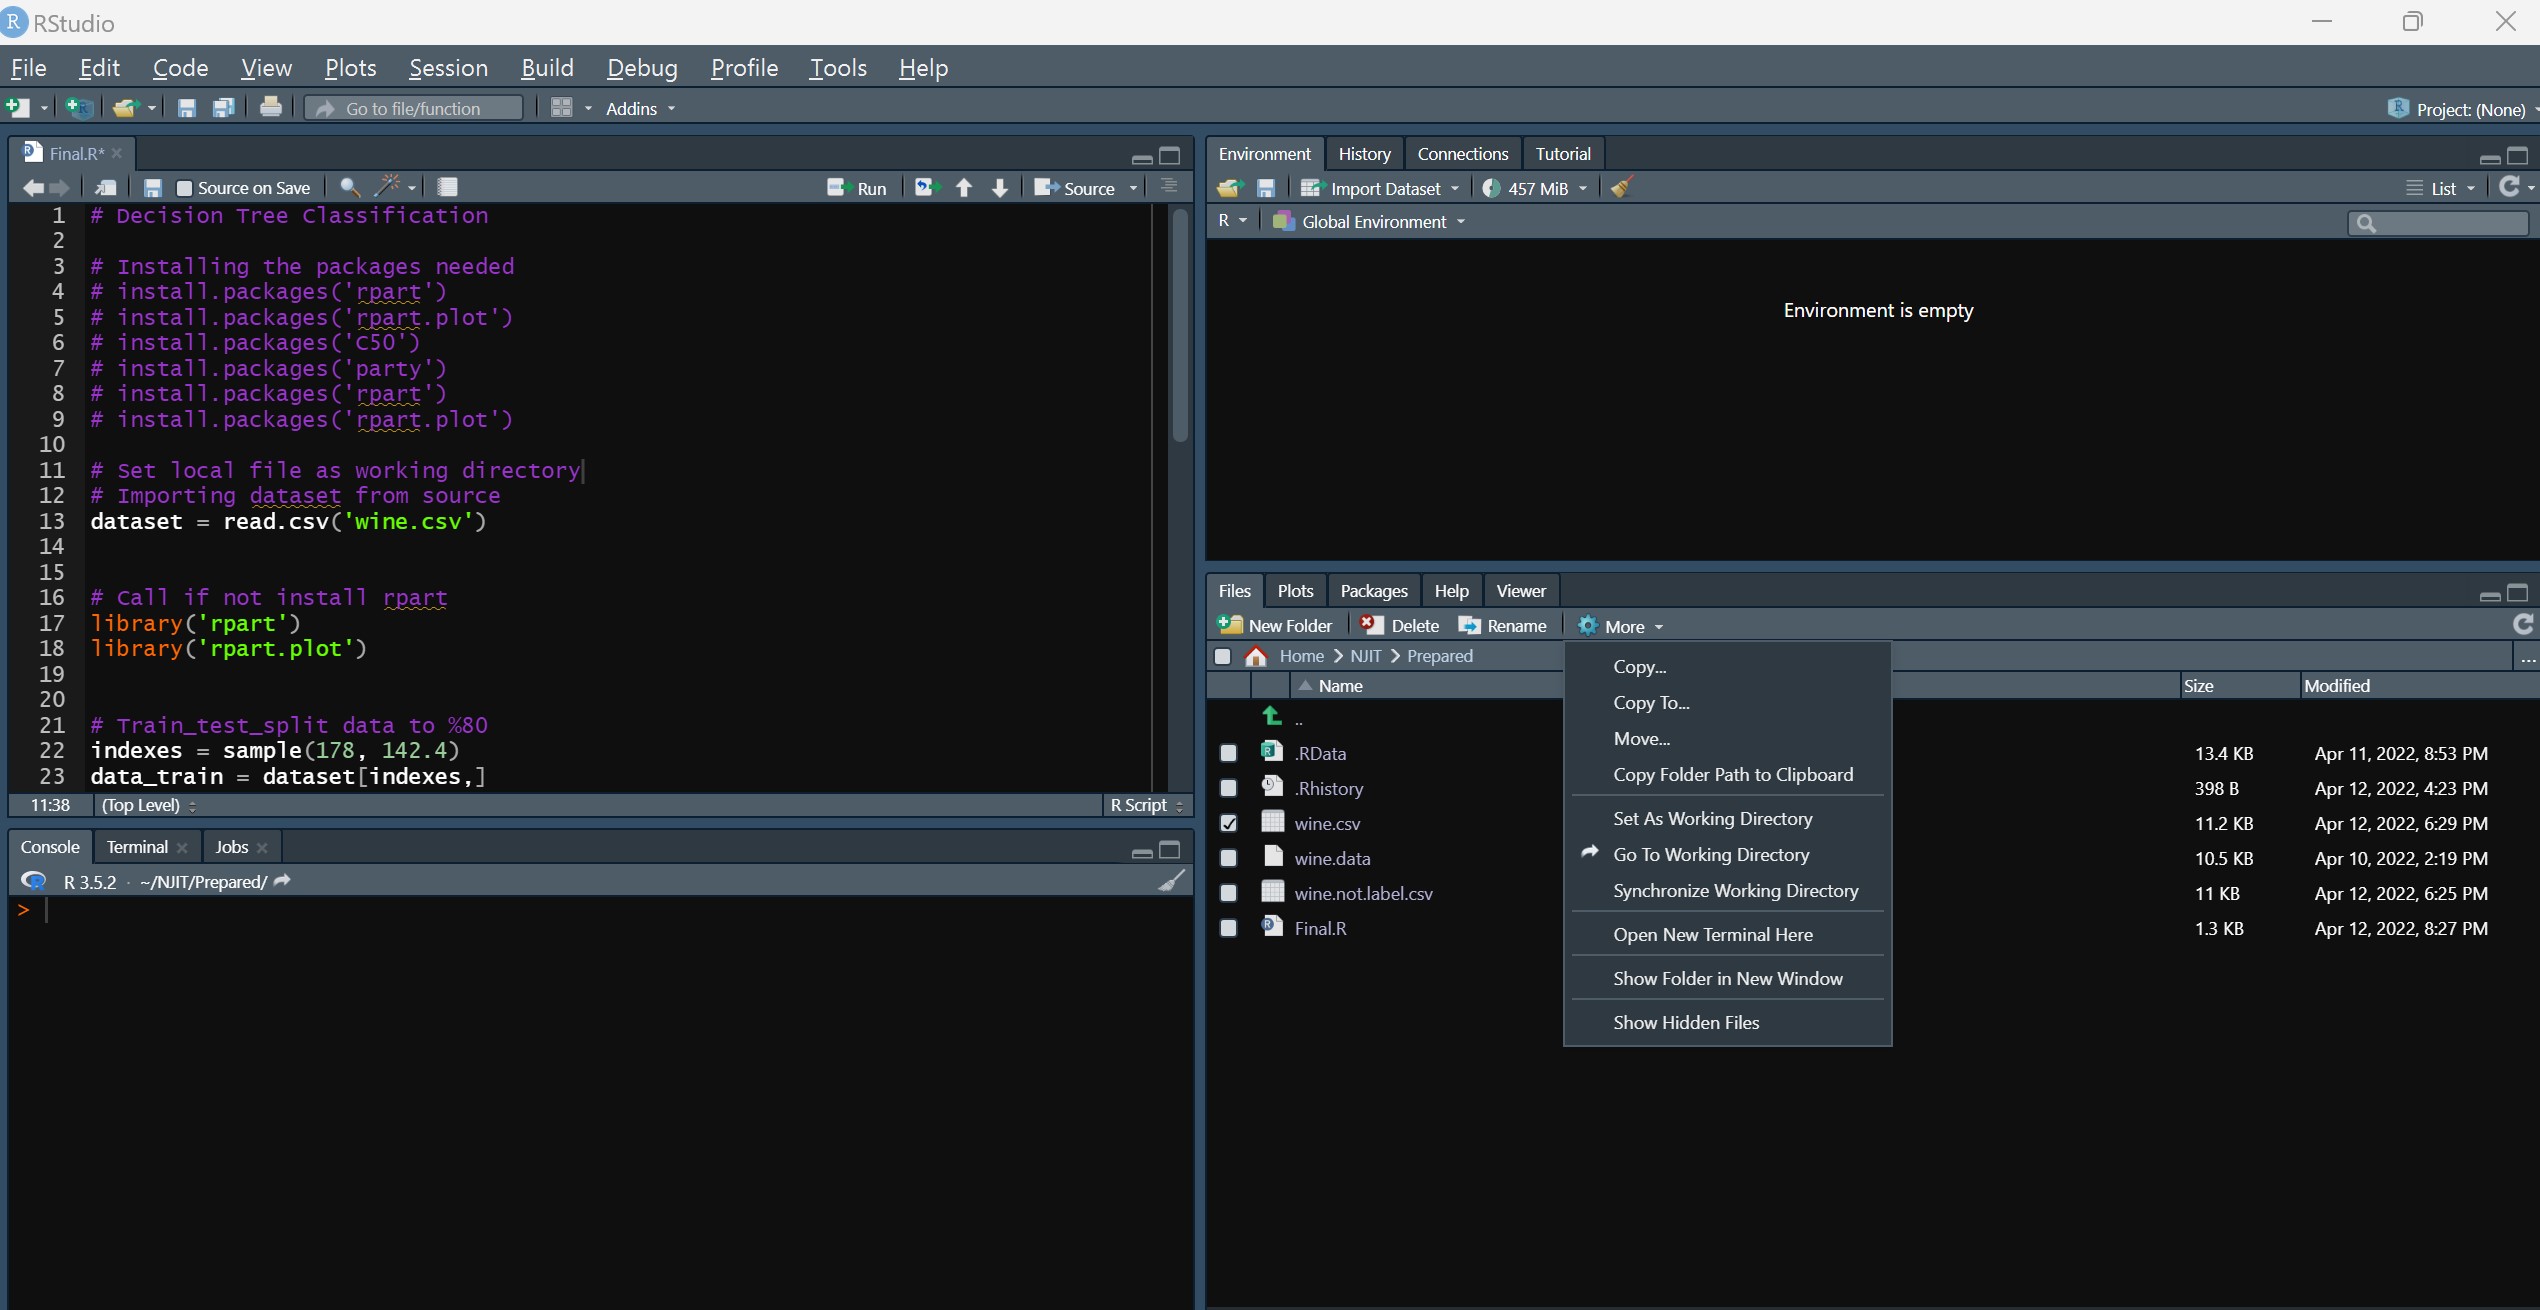 RStudio
File Edit Code View Plots Session Build Debug Profile Tools Help
Go to file/function Addins Project: (None)
Final.R*
Source on Save Run Source
1 # Decision Tree Classification
2
3 # Installing the packages needed
4 # install.packages('rpart')
5 # install.packages('rpart.plot')
6 # install.packages('C50')
7 # install.packages('party')
8 # install.packages('rpart')
9 # install.packages('rpart.plot')
10
11 # Set local file as working directory
12 # Importing dataset from source
13 dataset = read.csv('wine.csv')
14
15
16 # Call if not install rpart
17 library('rpart')
18 library('rpart.plot')
19
20
21 # Train_test_split data to %80
22 indexes = sample(178, 142.4)
23 data_train = dataset[indexes,]
11:38 (Top Level) R Script
Console Terminal Jobs
R 3.5.2 · ~/NJIT/Prepared/
>
Environment History Connections Tutorial
Import Dataset 457 MiB List
R Global Environment
Environment is empty
Files Plots Packages Help Viewer
New Folder Delete Rename More
Home > NJIT > Prepared ...
Name Size Modified
..
.RData 13.4 KB Apr 11, 2022, 8:53 PM
.Rhistory 398 B Apr 12, 2022, 4:23 PM
wine.csv 11.2 KB Apr 12, 2022, 6:29 PM
wine.data 10.5 KB Apr 10, 2022, 2:19 PM
wine.not.label.csv 11 KB Apr 12, 2022, 6:25 PM
Final.R 1.3 KB Apr 12, 2022, 8:27 PM
Copy...
Copy To...
Move...
Copy Folder Path to Clipboard
Set As Working Directory
Go To Working Directory
Synchronize Working Directory
Open New Terminal Here
Show Folder in New Window
Show Hidden Files